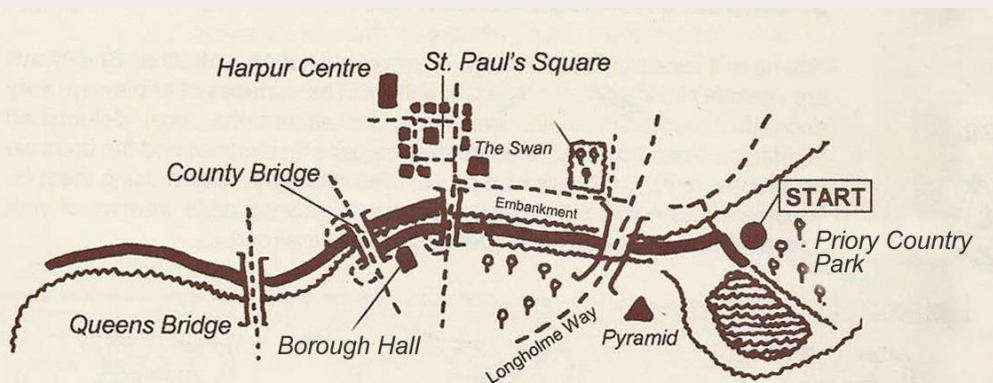 Harpur Centre
St. Paul's Square
The Swan
County Bridge
Embankment
START
Priory Country
Park
Queens Bridge
Borough Hall
Longholme Way
Pyramid